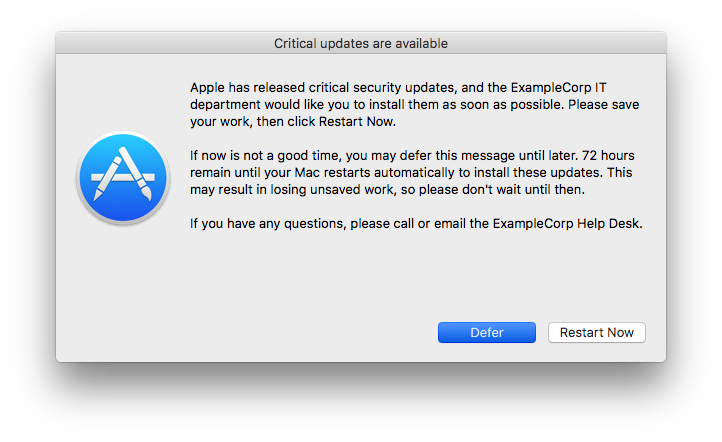 Critical updates are available
Apple has released critical security updates, and the ExampleCorp IT
department would like you to install them as soon as possible. Please save
your work, then click Restart Now.
If now is not a good time, you may defer this message until later. 72 hours
remain until your Mac restarts automatically to install these updates. This
may result in losing unsaved work, so please don't wait until then.
If you have any questions, please call or email the ExampleCorp Help Desk.
Defer
Restart Now